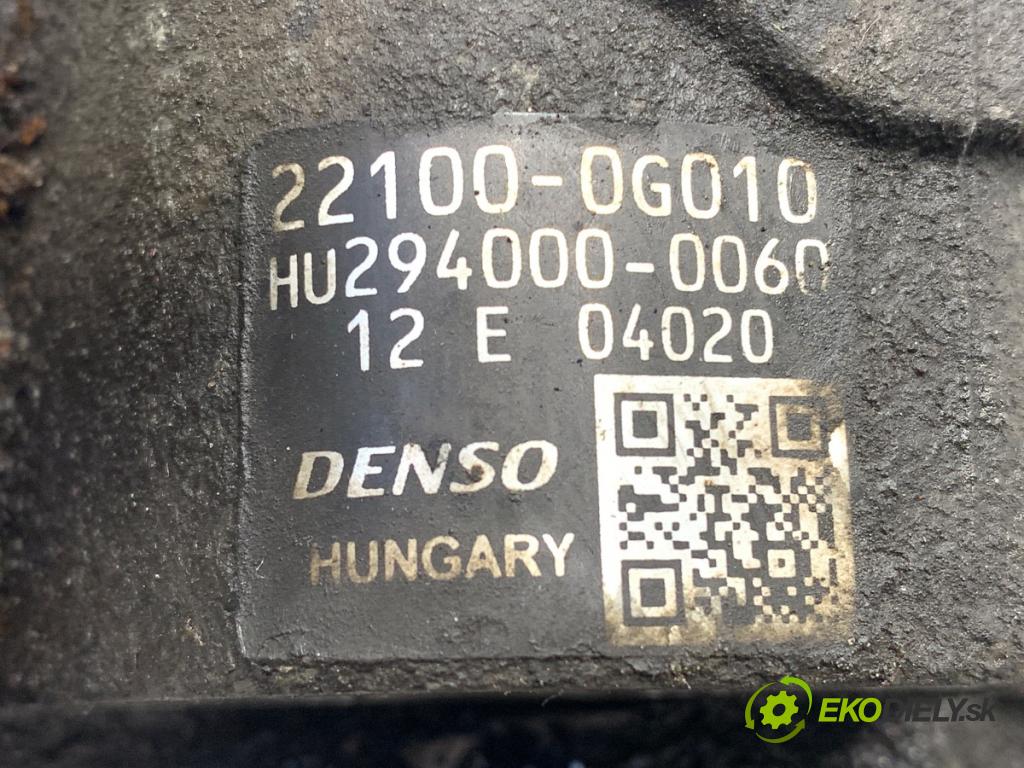 22100-0G010
HU294000-0060
12 E 04020
DENSO
HUNGARY
EKODIELY.sk